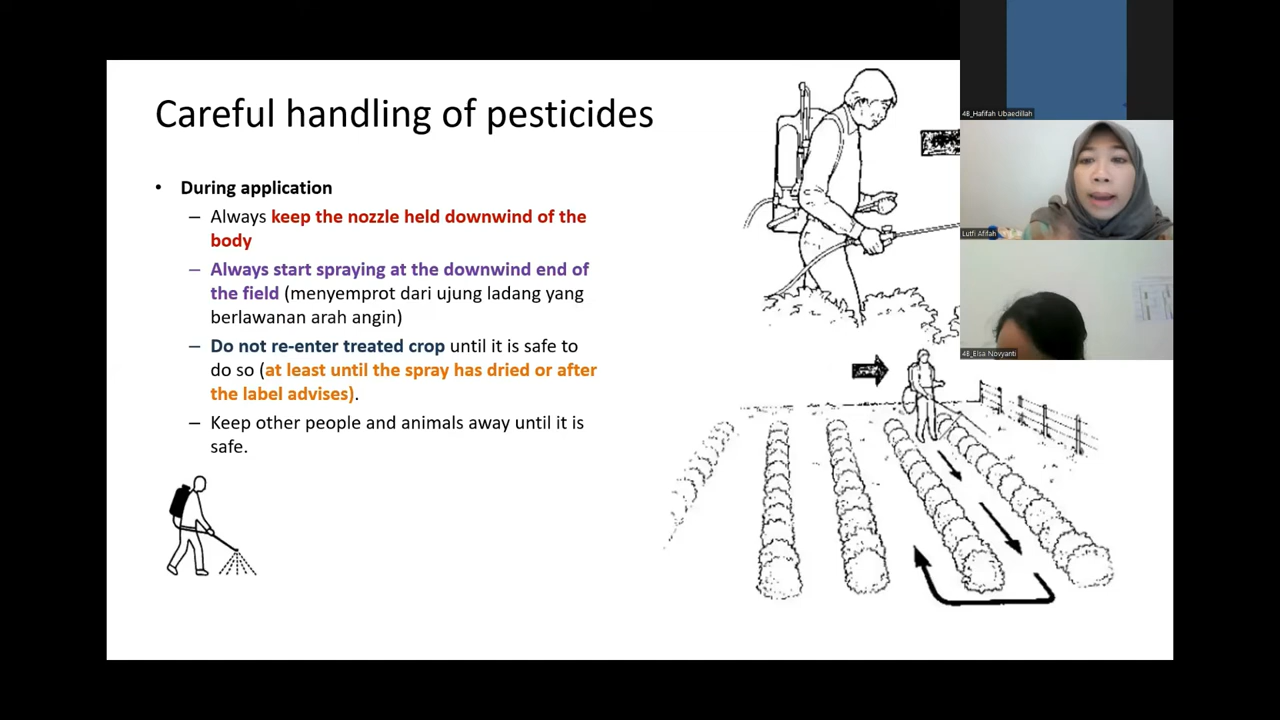 Careful handling of pesticides
• During application
– Always keep the nozzle held downwind of the
body
– Always start spraying at the downwind end of
the field (menyemprot dari ujung ladang yang
berlawanan arah angin)
– Do not re-enter treated crop until it is safe to
do so (at least until the spray has dried or after
the label advises).
– Keep other people and animals away until it is
safe.
4B_Hafifah Ubaedillah
Lutfi Afifah
4B_Elsa Novyanti